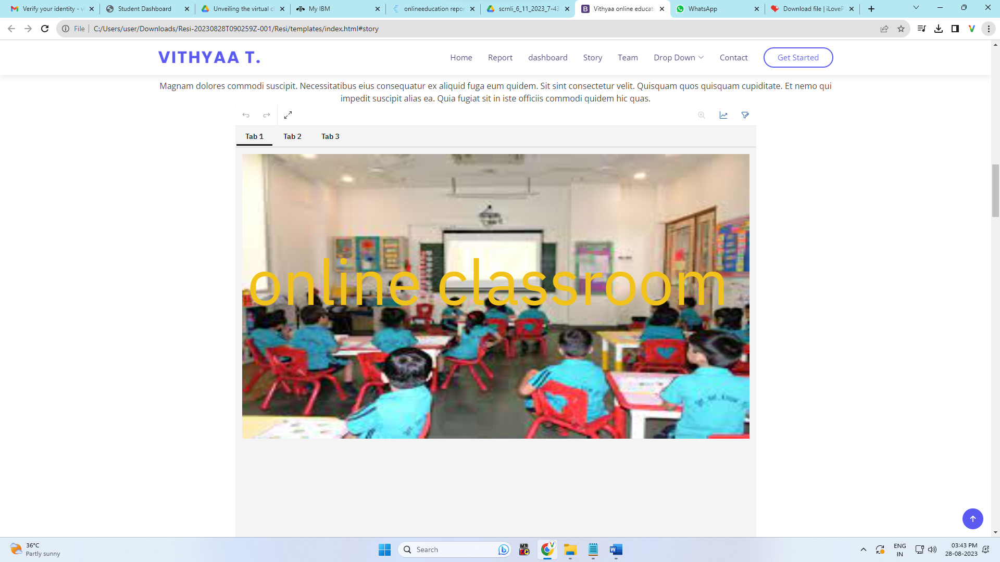 Verify your identity - v
Student Dashboard
Unveiling the virtual cl
My IBM
onlineeducation repor
scrnli_6_11_2023_7-43
Vithyaa online educati
WhatsApp
Download file | iLoveP
File
C:/Users/user/Downloads/Resi-20230828T090259Z-001/Resi/templates/index.html#story
VITHYAA T.
Home
Report
dashboard
Story
Team
Drop Down
Contact
Get Started
Magnam dolores commodi suscipit. Necessitatibus eius consequatur ex aliquid fuga eum quidem. Sit sint consectetur velit. Quisquam quos quisquam cupiditate. Et nemo qui
impedit suscipit alias ea. Quia fugiat sit in iste officiis commodi quidem hic quas.
Tab 1
Tab 2
Tab 3
online classroom
36°C
Partly sunny
Search
ENG
IN
03:43 PM
28-08-2023